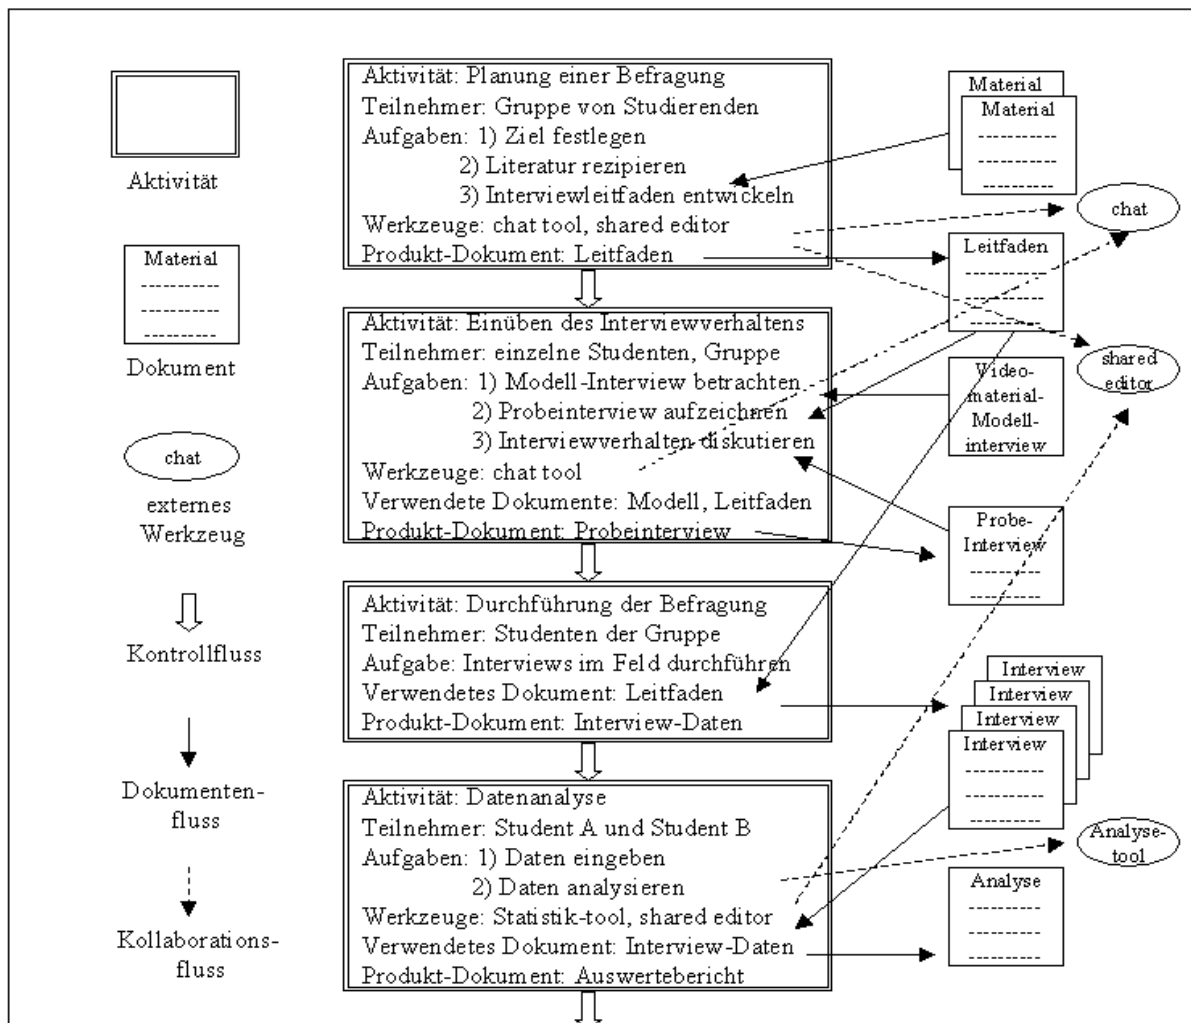 Aktivität
Material
Dokument
chat
externes
Werkzeug
Kontrollfluss
Dokumenten-
fluss
Kollaborations-
fluss
Aktivität: Planung einer Befragung
Teilnehmer: Gruppe von Studierenden
Aufgaben: 1) Ziel festlegen
2) Literatur rezipieren
3) Interviewleitfaden entwickeln
Werkzeuge: chat tool, shared editor
Produkt-Dokument: Leitfaden
Aktivität: Einüben des Interviewverhaltens
Teilnehmer: einzelne Studenten, Gruppe
Aufgaben: 1) Modell-Interview betrachten
2) Probeinterview aufzeichnen
3) Interviewverhalten diskutieren
Werkzeuge: chat tool
Verwendete Dokumente: Modell, Leitfaden
Produkt-Dokument: Probeinterview
Aktivität: Durchführung der Befragung
Teilnehmer: Studenten der Gruppe
Aufgabe: Interviews im Feld durchführen
Verwendetes Dokument: Leitfaden
Produkt-Dokument: Interview-Daten
Aktivität: Datenanalyse
Teilnehmer: Student A und Student B
Aufgaben: 1) Daten eingeben
2) Daten analysieren
Werkzeuge: Statistik-tool, shared editor
Verwendetes Dokument: Interview-Daten
Produkt-Dokument: Auswertebericht
Material
Material
chat
Leitfaden
shared
editor
Video-
material-
Modell-
interview
Probe-
Interview
Interview
Interview
Interview
Interview
Analyse-
tool
Analyse